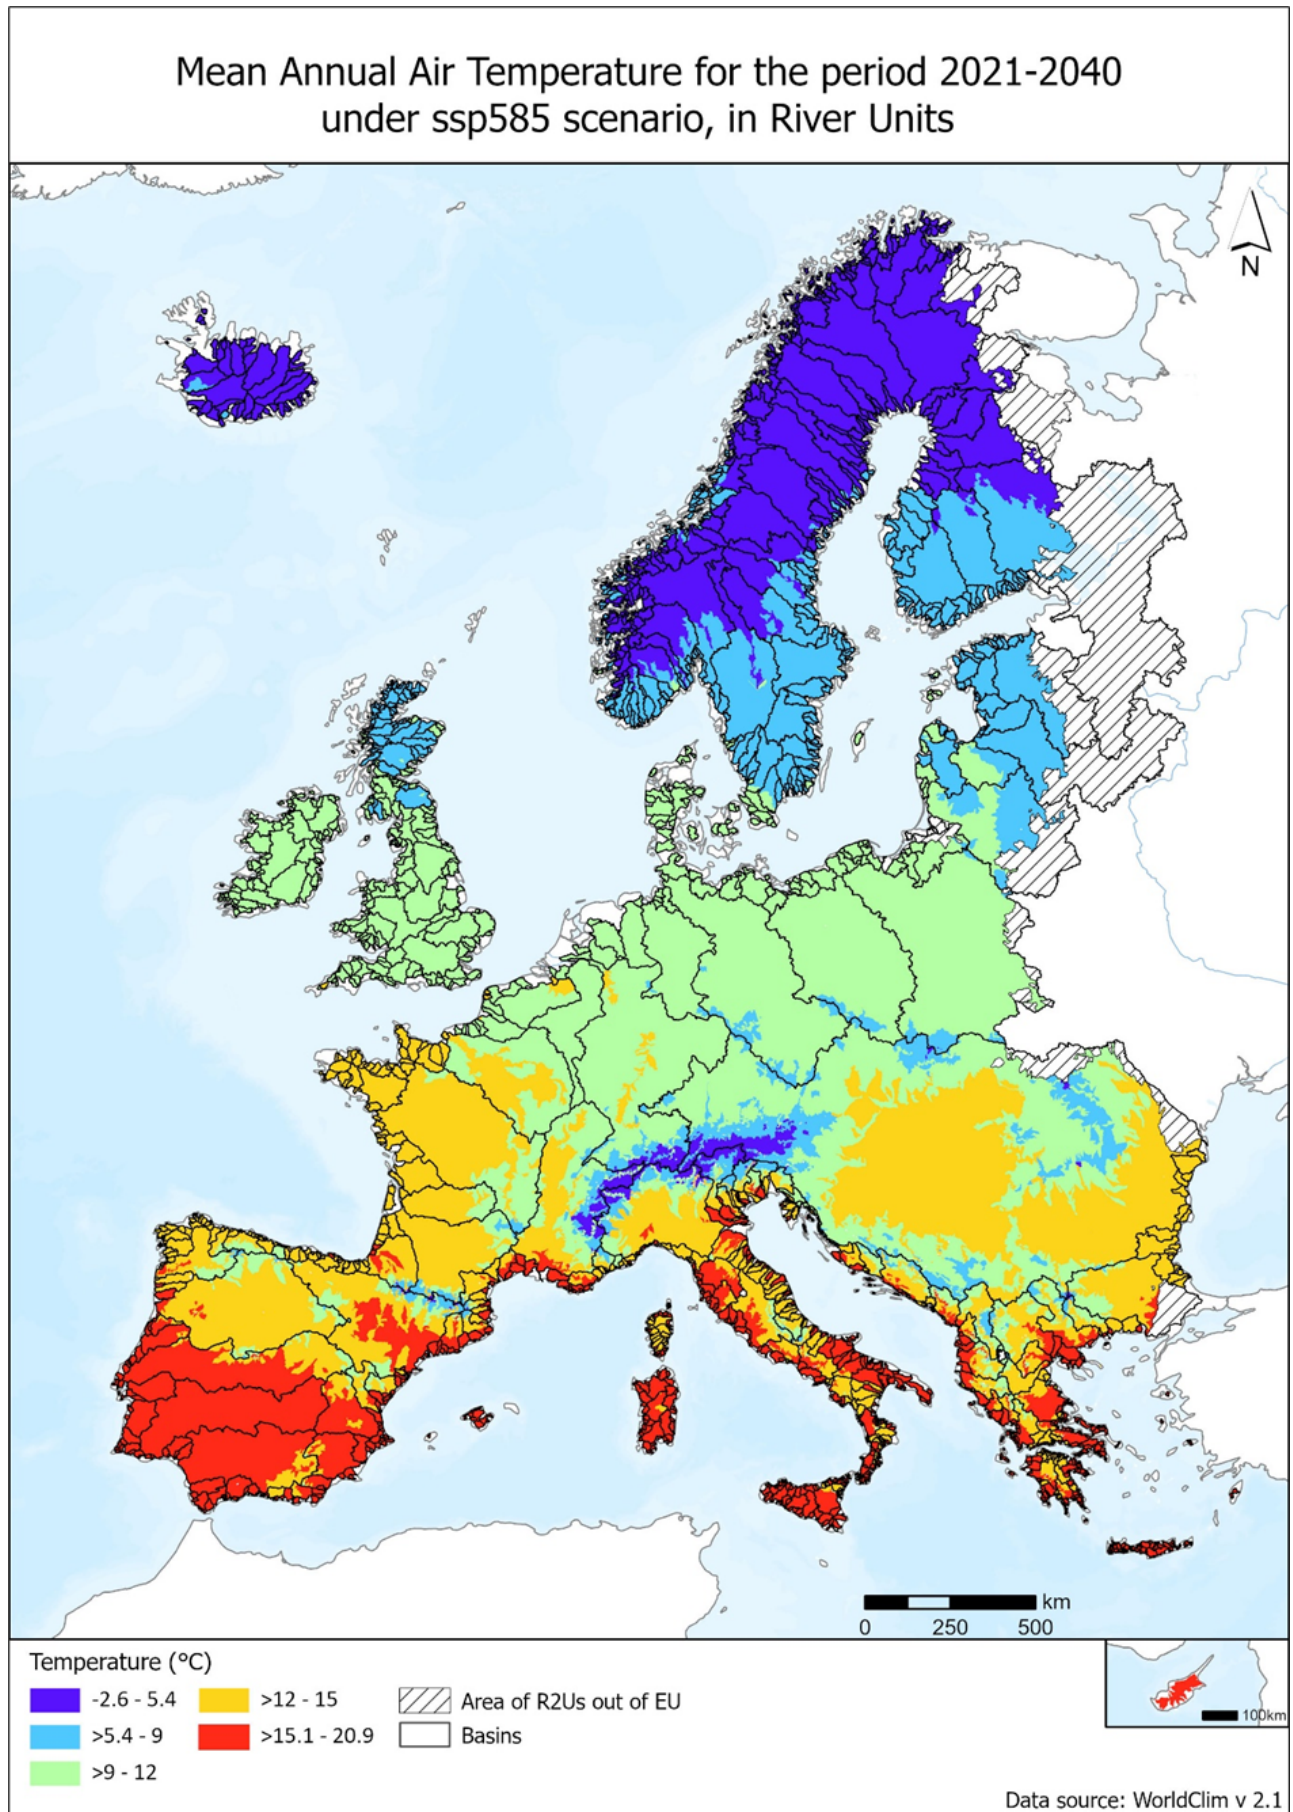 Mean Annual Air Temperature for the period 2021-2040
under ssp585 scenario, in River Units
N
km
0 250 500
Temperature (°C)
-2.6 - 5.4
>5.4 - 9
>9 - 12
>12 - 15
>15.1 - 20.9
Area of R2Us out of EU
Basins
100km
Data source: WorldClim v 2.1